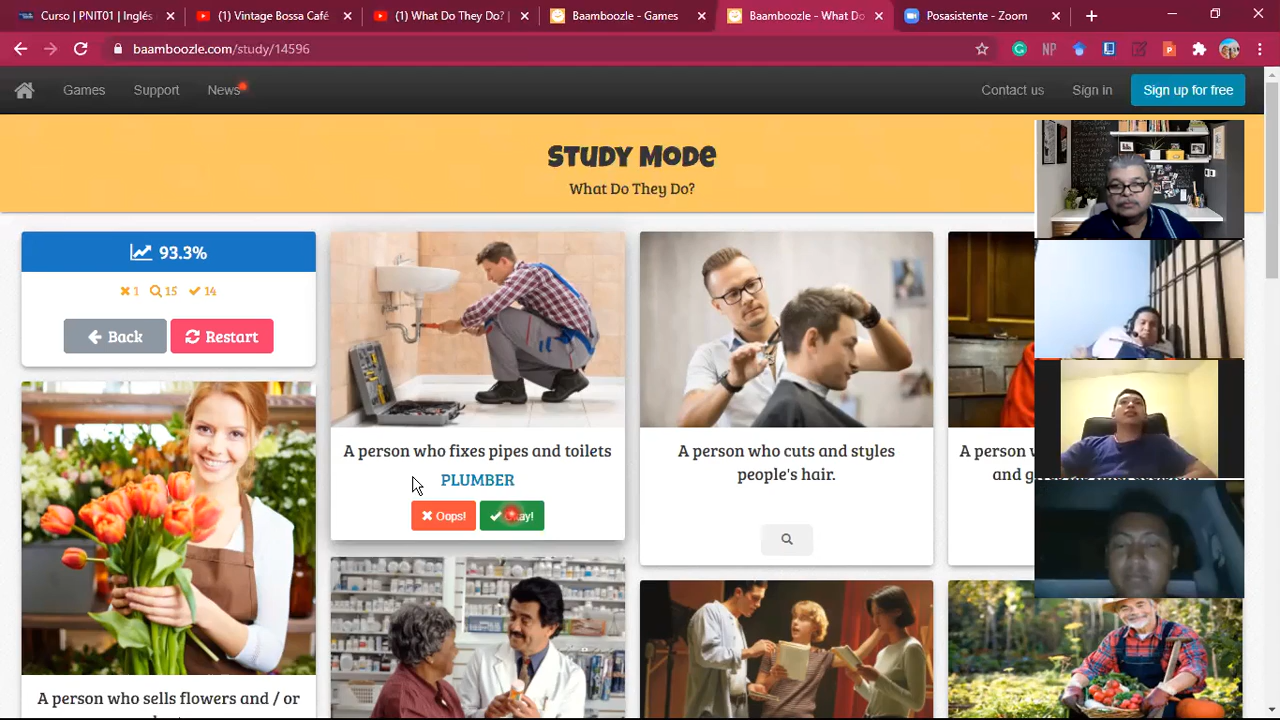 Curso | PNIT01 | Inglés
(1) Vintage Bossa Café
(1) What Do They Do? |
Baamboozle - Games
Baamboozle - What Do
Posasistente - Zoom
baamboozle.com/study/14596
Games
Support
News
Contact us
Sign in
Sign up for free
STUDY MODE
What Do They Do?
93.3%
1
15
14
Back
Restart
A person who sells flowers and / or
A person who fixes pipes and toilets
PLUMBER
Oops!
Okay!
A person who cuts and styles
people's hair.